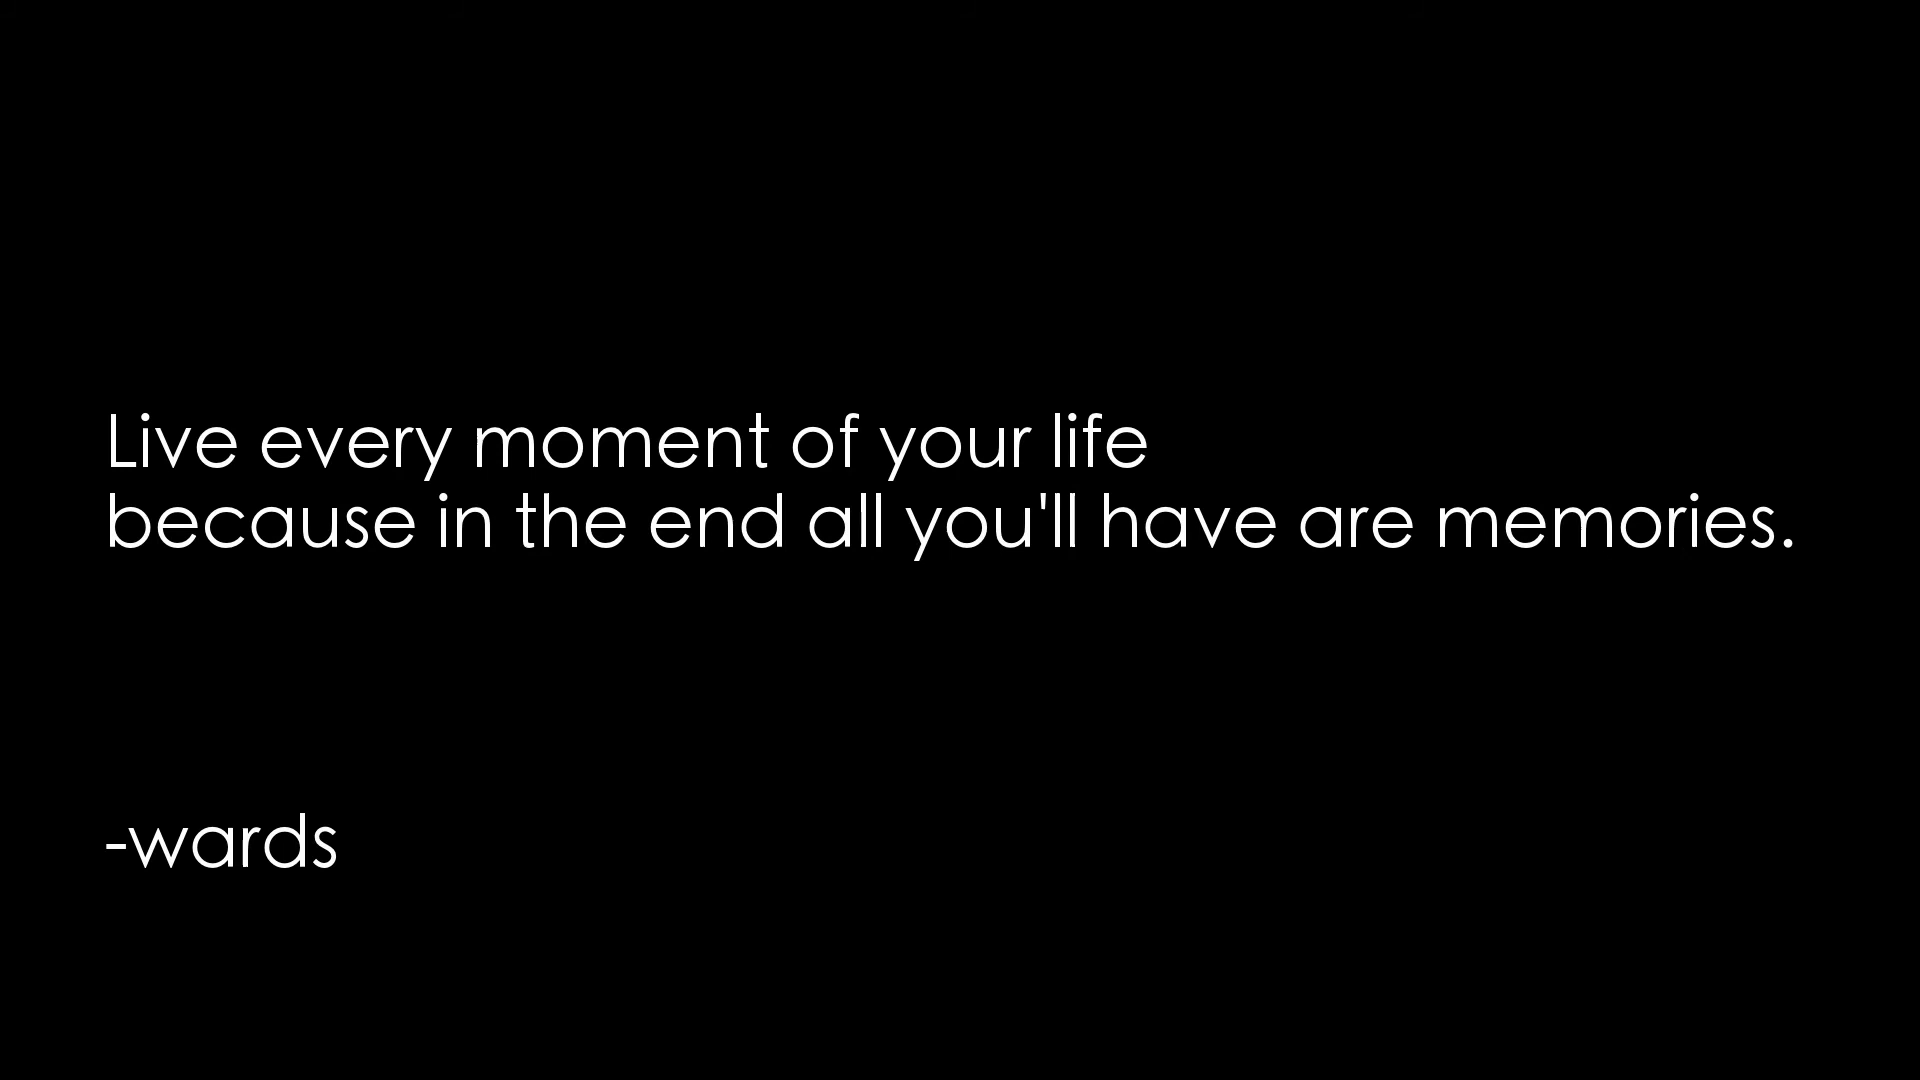 Live every moment of your life
because in the end all you'll have are memories.
-wards